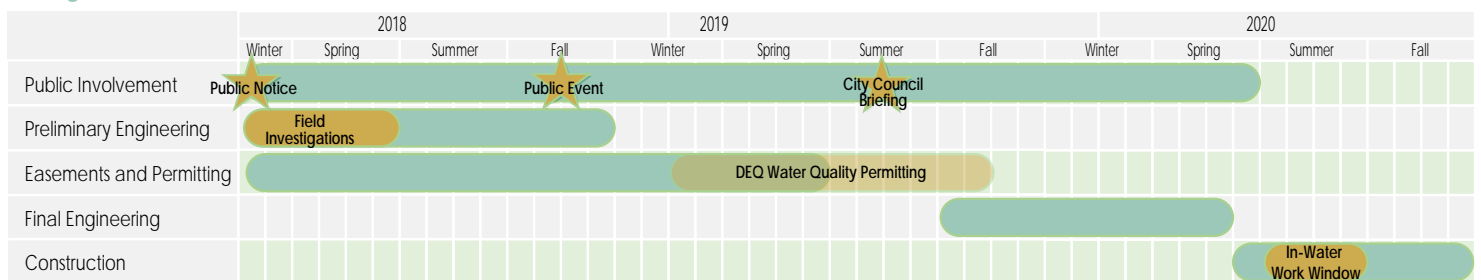 2018 2019 2020
Winter Spring Summer Fall Winter Spring Summer Fall Winter Spring Summer Fall
Public Involvement
Public Notice
Public Event
City Council
Briefing
Preliminary Engineering
Field
Investigations
Easements and Permitting
DEQ Water Quality Permitting
Final Engineering
Construction
In-Water
Work Window